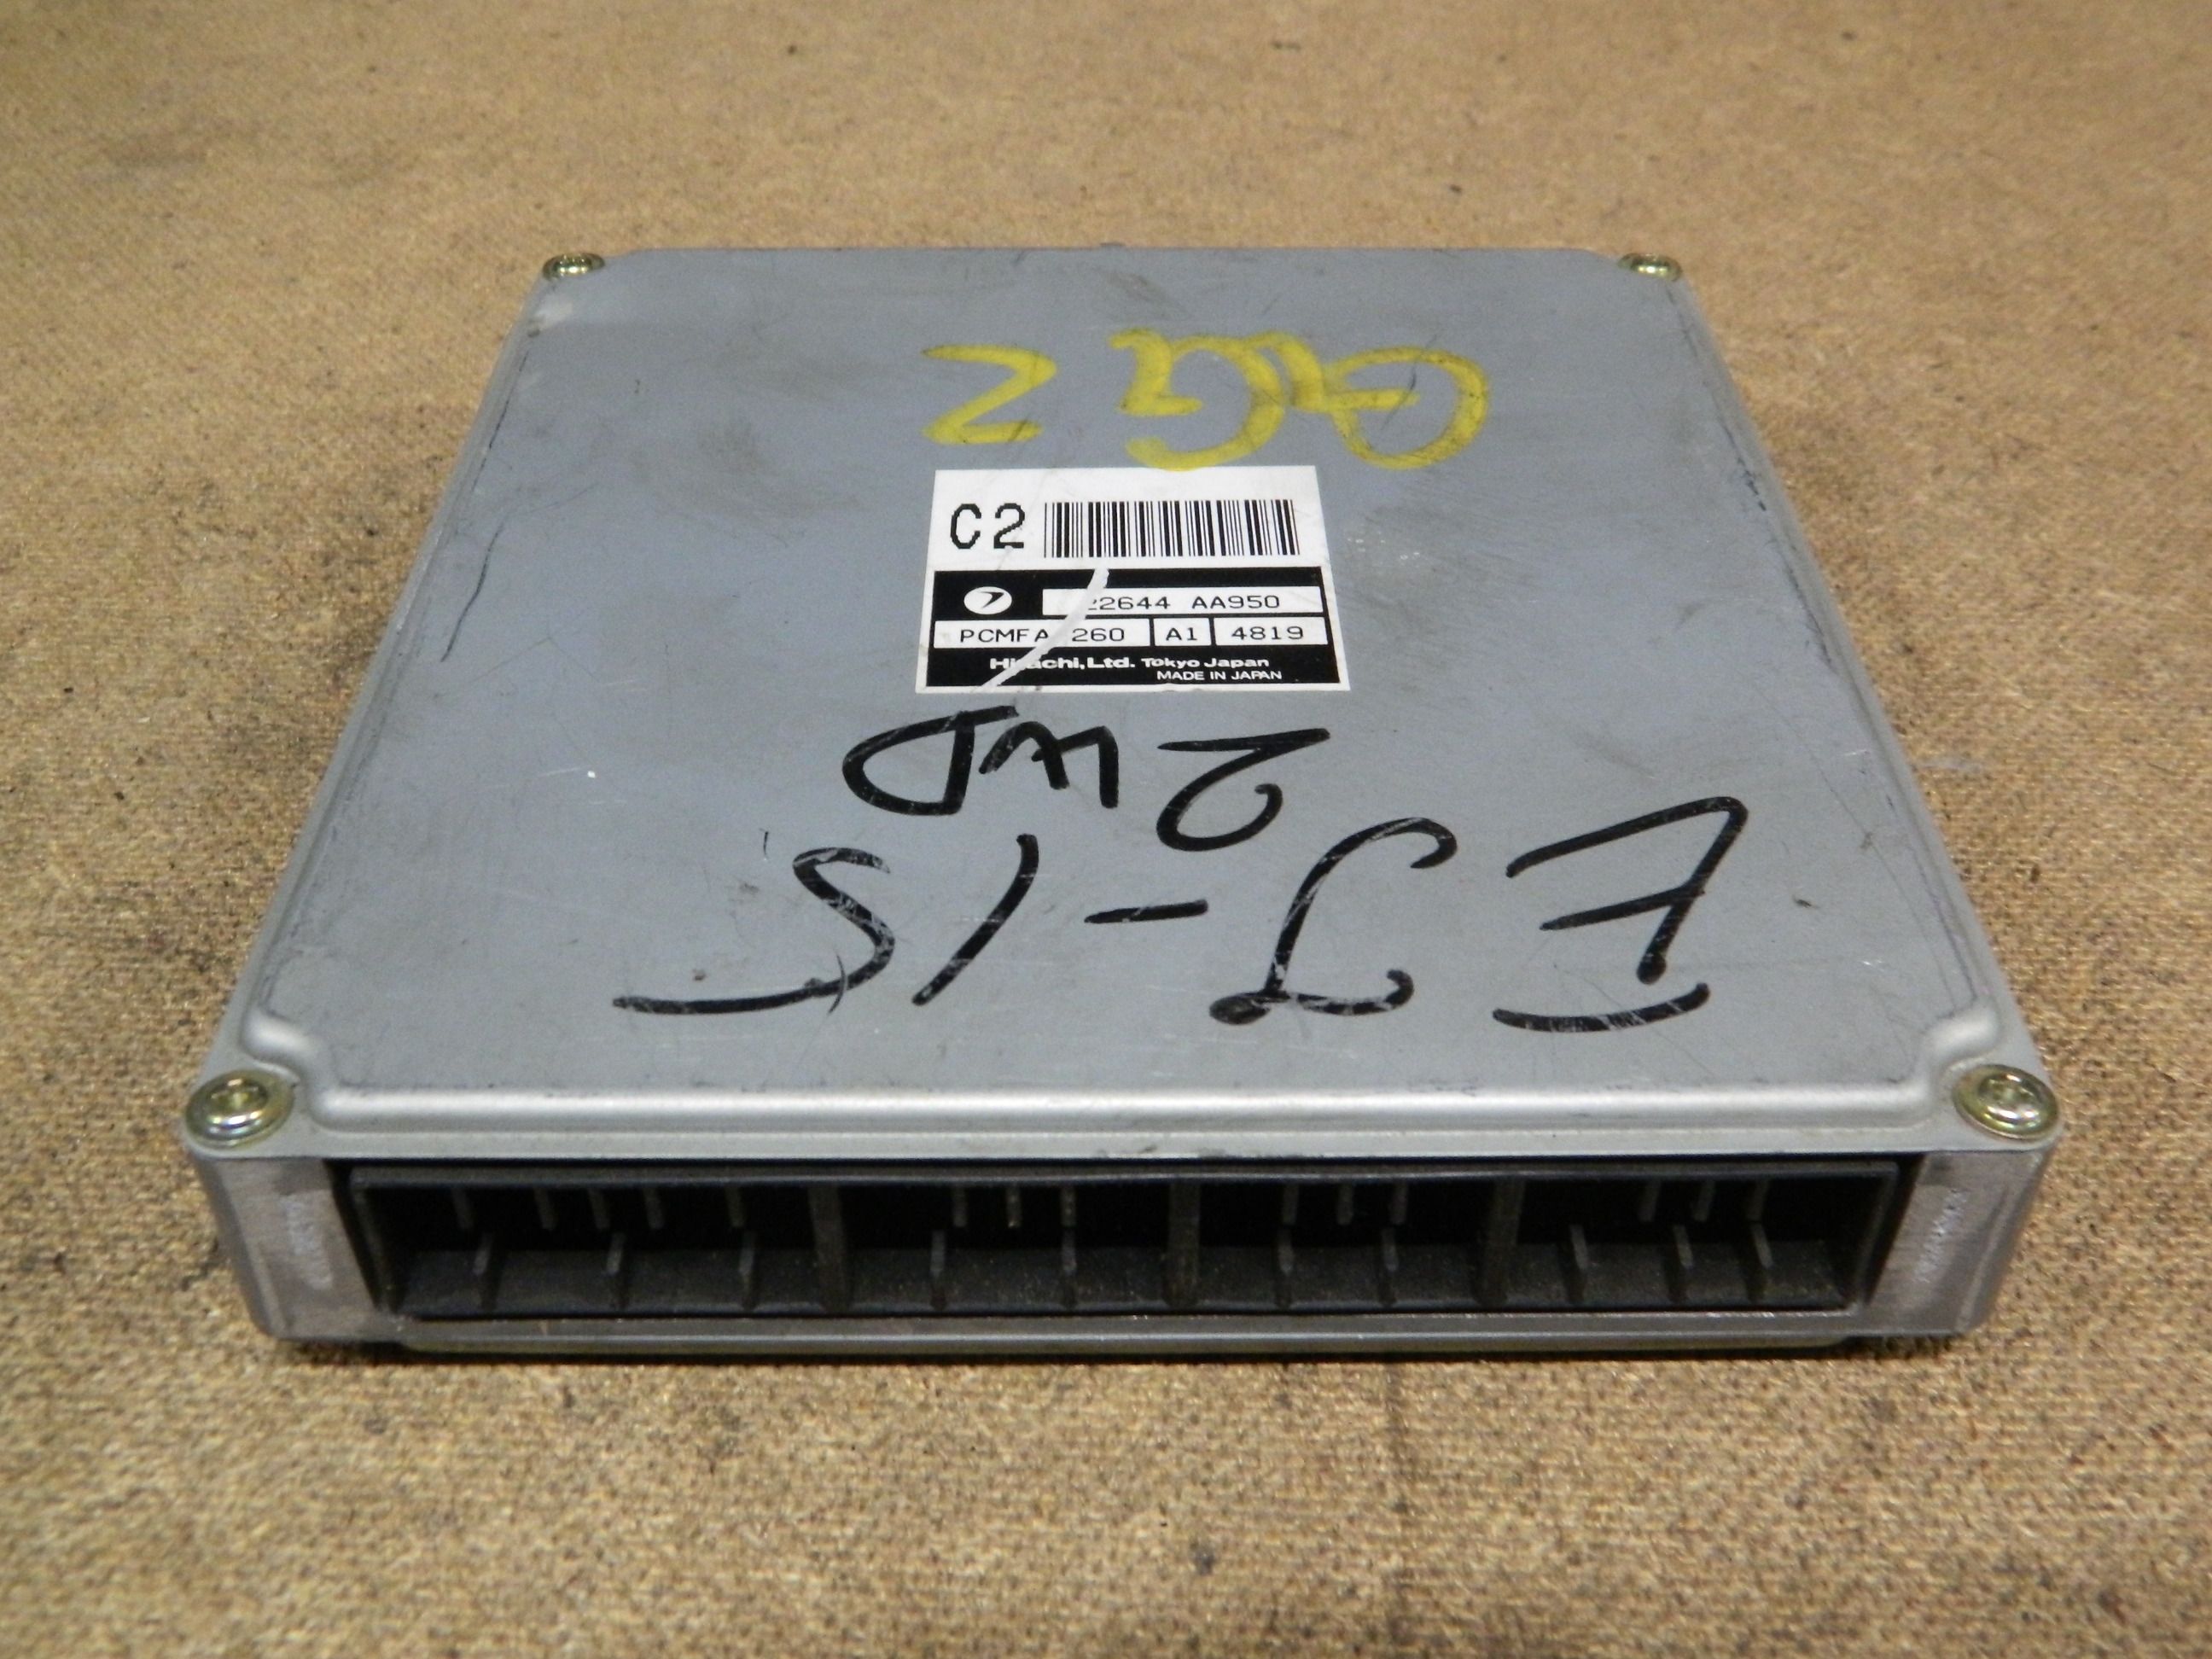 GG2
C2
22644 AA950
PCMFA 260 A1 4819
Hitachi, Ltd. Tokyo Japan
MADE IN JAPAN
2WD
EJ-15